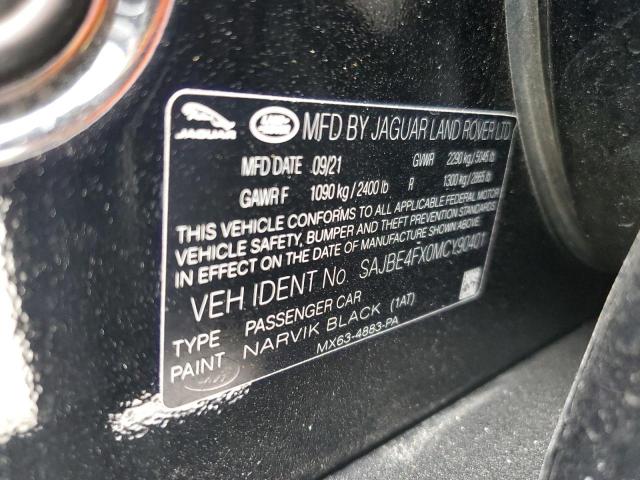 JAGUAR LAND ROVER MFD BY JAGUAR LAND ROVER LTD
MFD DATE 09/21 GVWR 2290 kg / 5045 lb
GAWR F 1090 kg / 2400 lb R 1300 kg / 2865 lb
THIS VEHICLE CONFORMS TO ALL APPLICABLE FEDERAL MOTOR
VEHICLE SAFETY, BUMPER AND THEFT PREVENTION STANDARDS
IN EFFECT ON THE DATE OF MANUFACTURE SHOWN ABOVE.
VEH. IDENT No. SAJBE4FX0MCY90401
TYPE PASSENGER CAR
PAINT NARVIK BLACK (1AT)
MX63-4883-PA